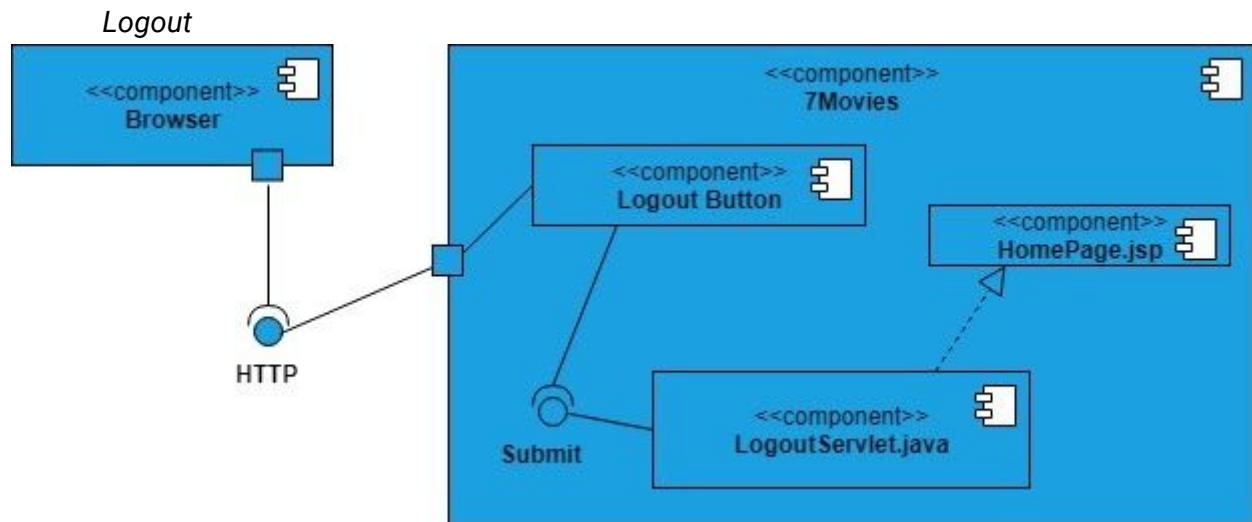 Logout
<<component>>
Browser
<<component>>
7Movies
<<component>>
Logout Button
<<component>>
HomePage.jsp
HTTP
<<component>>
LogoutServlet.java
Submit